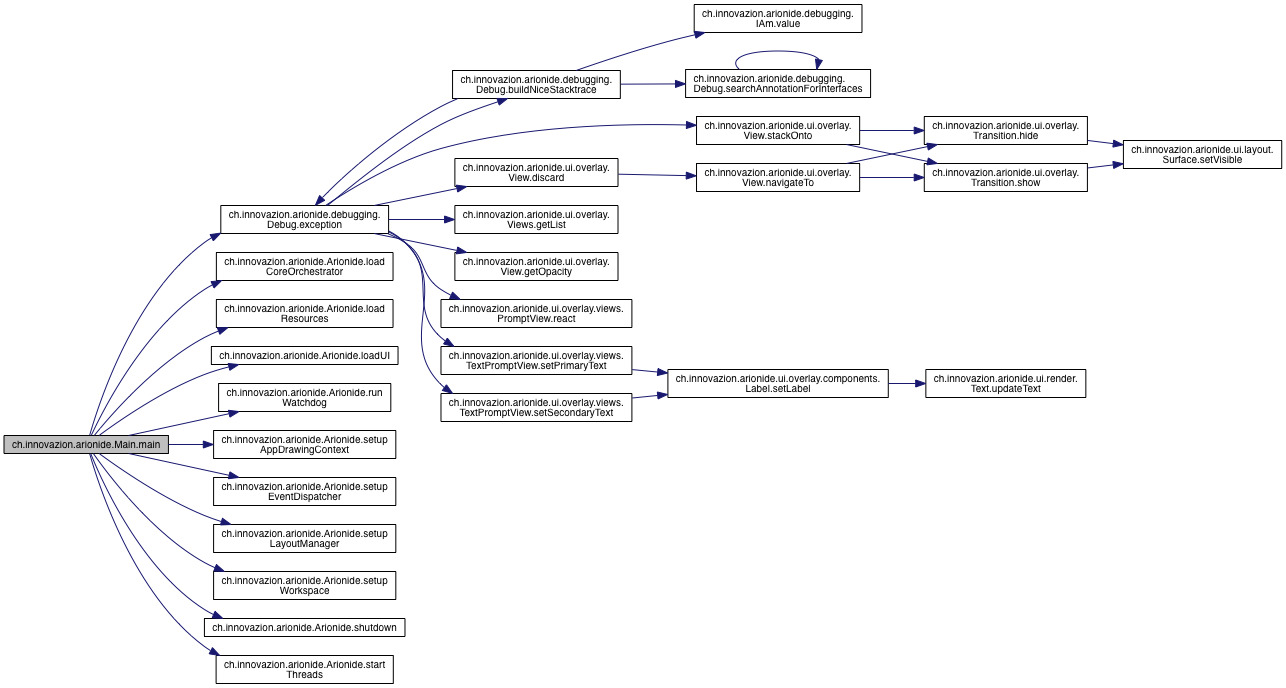 ch.innovazion.arionide.Main.main
ch.innovazion.arionide.debugging.
Debug.exception
ch.innovazion.arionide.Arionide.load
CoreOrchestrator
ch.innovazion.arionide.Arionide.load
Resources
ch.innovazion.arionide.Arionide.loadUI
ch.innovazion.arionide.Arionide.run
Watchdog
ch.innovazion.arionide.Arionide.setup
AppDrawingContext
ch.innovazion.arionide.Arionide.setup
EventDispatcher
ch.innovazion.arionide.Arionide.setup
LayoutManager
ch.innovazion.arionide.Arionide.setup
Workspace
ch.innovazion.arionide.Arionide.shutdown
ch.innovazion.arionide.Arionide.start
Threads
ch.innovazion.arionide.debugging.
Debug.buildNiceStacktrace
ch.innovazion.arionide.ui.overlay.
View.discard
ch.innovazion.arionide.ui.overlay.
Views.getList
ch.innovazion.arionide.ui.overlay.
View.getOpacity
ch.innovazion.arionide.ui.overlay.views.
PromptView.react
ch.innovazion.arionide.ui.overlay.views.
TextPromptView.setPrimaryText
ch.innovazion.arionide.ui.overlay.views.
TextPromptView.setSecondaryText
ch.innovazion.arionide.debugging.
IAm.value
ch.innovazion.arionide.debugging.
Debug.searchAnnotationForInterfaces
ch.innovazion.arionide.ui.overlay.
View.stackOnto
ch.innovazion.arionide.ui.overlay.
View.navigateTo
ch.innovazion.arionide.ui.overlay.components.
Label.setLabel
ch.innovazion.arionide.ui.overlay.
Transition.hide
ch.innovazion.arionide.ui.overlay.
Transition.show
ch.innovazion.arionide.ui.render.
Text.updateText
ch.innovazion.arionide.ui.layout.
Surface.setVisible